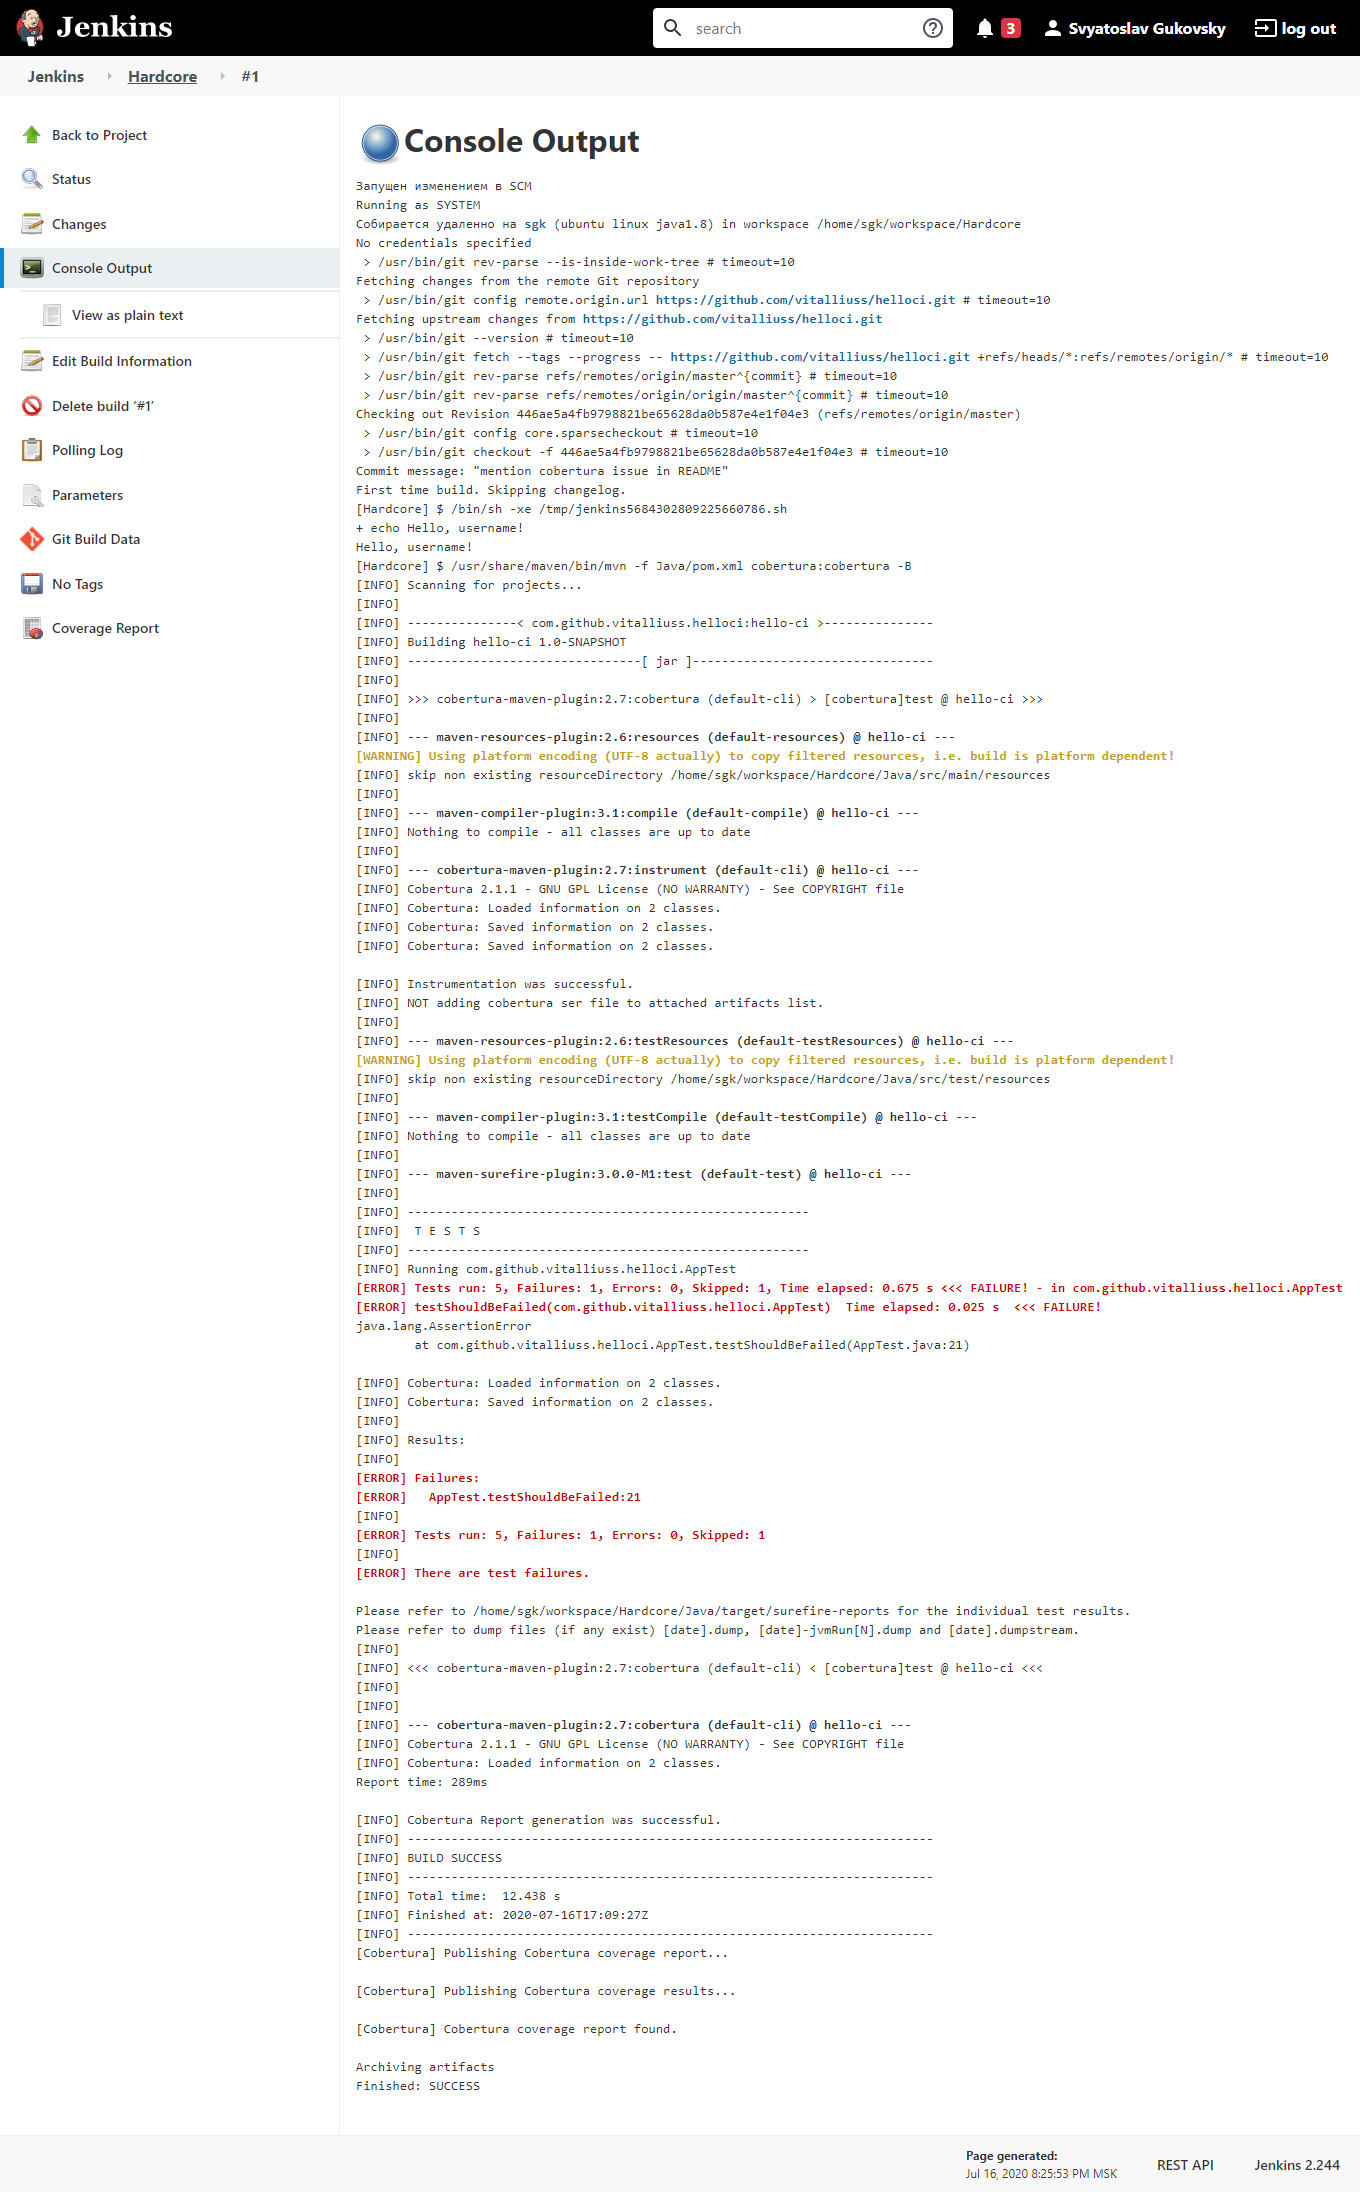 Jenkins
search
3
Svyatoslav Gukovsky
log out
Jenkins
Hardcore
#1
Back to Project
Status
Changes
Console Output
View as plain text
Edit Build Information
Delete build ‘#1’
Polling Log
Parameters
Git Build Data
No Tags
Coverage Report
Console Output
Запущен изменением в SCM
Running as SYSTEM
Собирается удаленно на sgk (ubuntu linux java1.8) in workspace /home/sgk/workspace/Hardcore
No credentials specified
> /usr/bin/git rev-parse --is-inside-work-tree # timeout=10
Fetching changes from the remote Git repository
> /usr/bin/git config remote.origin.url https://github.com/vitalliuss/helloci.git # timeout=10
Fetching upstream changes from https://github.com/vitalliuss/helloci.git
> /usr/bin/git --version # timeout=10
> /usr/bin/git fetch --tags --progress -- https://github.com/vitalliuss/helloci.git +refs/heads/*:refs/remotes/origin/* # timeout=10
> /usr/bin/git rev-parse refs/remotes/origin/master^{commit} # timeout=10
> /usr/bin/git rev-parse refs/remotes/origin/origin/master^{commit} # timeout=10
Checking out Revision 446ae5a4fb9798821be65628da0b587e4e1f04e3 (refs/remotes/origin/master)
> /usr/bin/git config core.sparsecheckout # timeout=10
> /usr/bin/git checkout -f 446ae5a4fb9798821be65628da0b587e4e1f04e3 # timeout=10
Commit message: "mention cobertura issue in README"
First time build. Skipping changelog.
[Hardcore] $ /bin/sh -xe /tmp/jenkins5684302809225660786.sh
+ echo Hello, username!
Hello, username!
[Hardcore] $ /usr/share/maven/bin/mvn -f Java/pom.xml cobertura:cobertura -B
[INFO] Scanning for projects...
[INFO]
[INFO] ---------------< com.github.vitalliuss.helloci:hello-ci >---------------
[INFO] Building hello-ci 1.0-SNAPSHOT
[INFO] --------------------------------[ jar ]---------------------------------
[INFO]
[INFO] >>> cobertura-maven-plugin:2.7:cobertura (default-cli) > [cobertura]test @ hello-ci >>>
[INFO]
[INFO] --- maven-resources-plugin:2.6:resources (default-resources) @ hello-ci ---
[WARNING] Using platform encoding (UTF-8 actually) to copy filtered resources, i.e. build is platform dependent!
[INFO] skip non existing resourceDirectory /home/sgk/workspace/Hardcore/Java/src/main/resources
[INFO]
[INFO] --- maven-compiler-plugin:3.1:compile (default-compile) @ hello-ci ---
[INFO] Nothing to compile - all classes are up to date
[INFO]
[INFO] --- cobertura-maven-plugin:2.7:instrument (default-cli) @ hello-ci ---
[INFO] Cobertura 2.1.1 - GNU GPL License (NO WARRANTY) - See COPYRIGHT file
[INFO] Cobertura: Loaded information on 2 classes.
[INFO] Cobertura: Saved information on 2 classes.
[INFO] Cobertura: Saved information on 2 classes.
[INFO] Instrumentation was successful.
[INFO] NOT adding cobertura ser file to attached artifacts list.
[INFO]
[INFO] --- maven-resources-plugin:2.6:testResources (default-testResources) @ hello-ci ---
[WARNING] Using platform encoding (UTF-8 actually) to copy filtered resources, i.e. build is platform dependent!
[INFO] skip non existing resourceDirectory /home/sgk/workspace/Hardcore/Java/src/test/resources
[INFO]
[INFO] --- maven-compiler-plugin:3.1:testCompile (default-testCompile) @ hello-ci ---
[INFO] Nothing to compile - all classes are up to date
[INFO]
[INFO] --- maven-surefire-plugin:3.0.0-M1:test (default-test) @ hello-ci ---
[INFO]
[INFO] -------------------------------------------------------
[INFO]  T E S T S
[INFO] -------------------------------------------------------
[INFO] Running com.github.vitalliuss.helloci.AppTest
[ERROR] Tests run: 5, Failures: 1, Errors: 0, Skipped: 1, Time elapsed: 0.675 s <<< FAILURE! - in com.github.vitalliuss.helloci.AppTest
[ERROR] testShouldBeFailed(com.github.vitalliuss.helloci.AppTest)  Time elapsed: 0.025 s  <<< FAILURE!
java.lang.AssertionError
at com.github.vitalliuss.helloci.AppTest.testShouldBeFailed(AppTest.java:21)
[INFO] Cobertura: Loaded information on 2 classes.
[INFO] Cobertura: Saved information on 2 classes.
[INFO]
[INFO] Results:
[INFO]
[ERROR] Failures:
[ERROR]   AppTest.testShouldBeFailed:21
[INFO]
[ERROR] Tests run: 5, Failures: 1, Errors: 0, Skipped: 1
[INFO]
[ERROR] There are test failures.
Please refer to /home/sgk/workspace/Hardcore/Java/target/surefire-reports for the individual test results.
Please refer to dump files (if any exist) [date].dump, [date]-jvmRun[N].dump and [date].dumpstream.
[INFO]
[INFO] <<< cobertura-maven-plugin:2.7:cobertura (default-cli) < [cobertura]test @ hello-ci <<<
[INFO]
[INFO]
[INFO] --- cobertura-maven-plugin:2.7:cobertura (default-cli) @ hello-ci ---
[INFO] Cobertura 2.1.1 - GNU GPL License (NO WARRANTY) - See COPYRIGHT file
[INFO] Cobertura: Loaded information on 2 classes.
Report time: 289ms
[INFO] Cobertura Report generation was successful.
[INFO] ------------------------------------------------------------------------
[INFO] BUILD SUCCESS
[INFO] ------------------------------------------------------------------------
[INFO] Total time:  12.438 s
[INFO] Finished at: 2020-07-16T17:09:27Z
[INFO] ------------------------------------------------------------------------
[Cobertura] Publishing Cobertura coverage report...
[Cobertura] Publishing Cobertura coverage results...
[Cobertura] Cobertura coverage report found.
Archiving artifacts
Finished: SUCCESS
Page generated:
Jul 16, 2020 8:25:53 PM MSK
REST API
Jenkins 2.244